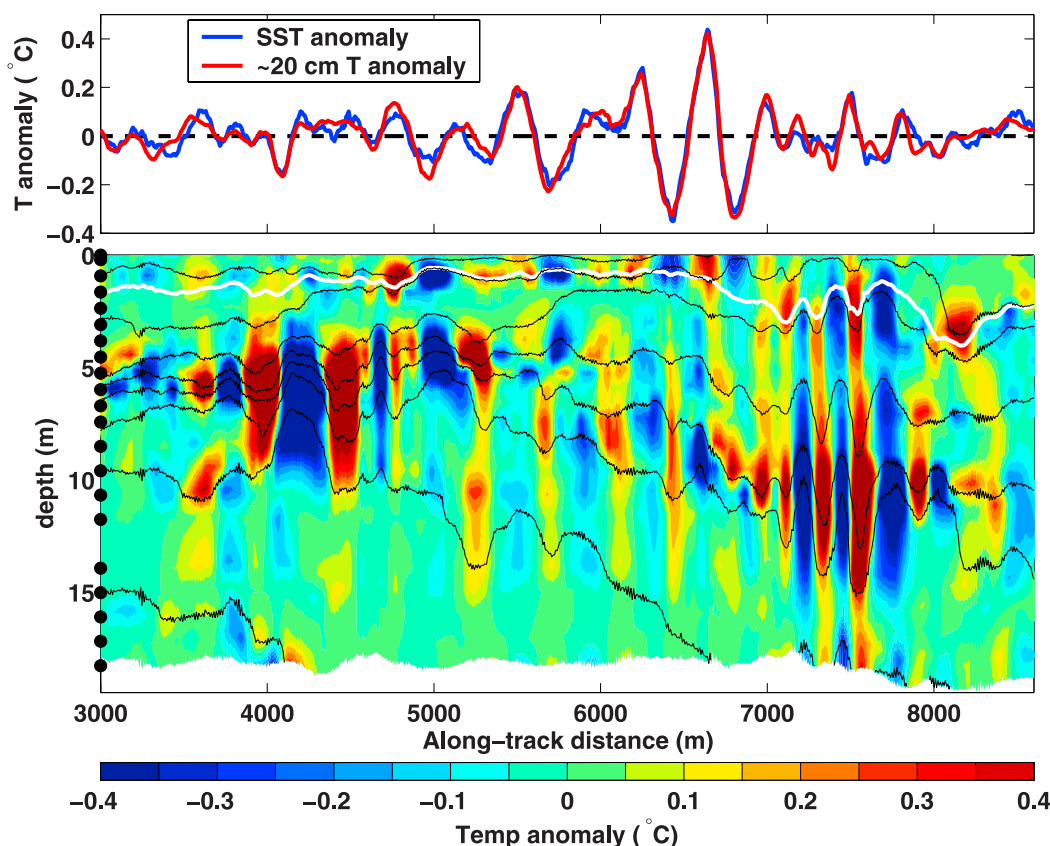 T anomaly (°C)
0.4
0.2
0
−0.2
−0.4
SST anomaly
~20 cm T anomaly
depth (m)
0
5
10
15
3000 4000 5000 6000 7000 8000
Along−track distance (m)
−0.4 −0.3 −0.2 −0.1 0 0.1 0.2 0.3 0.4
Temp anomaly (°C)